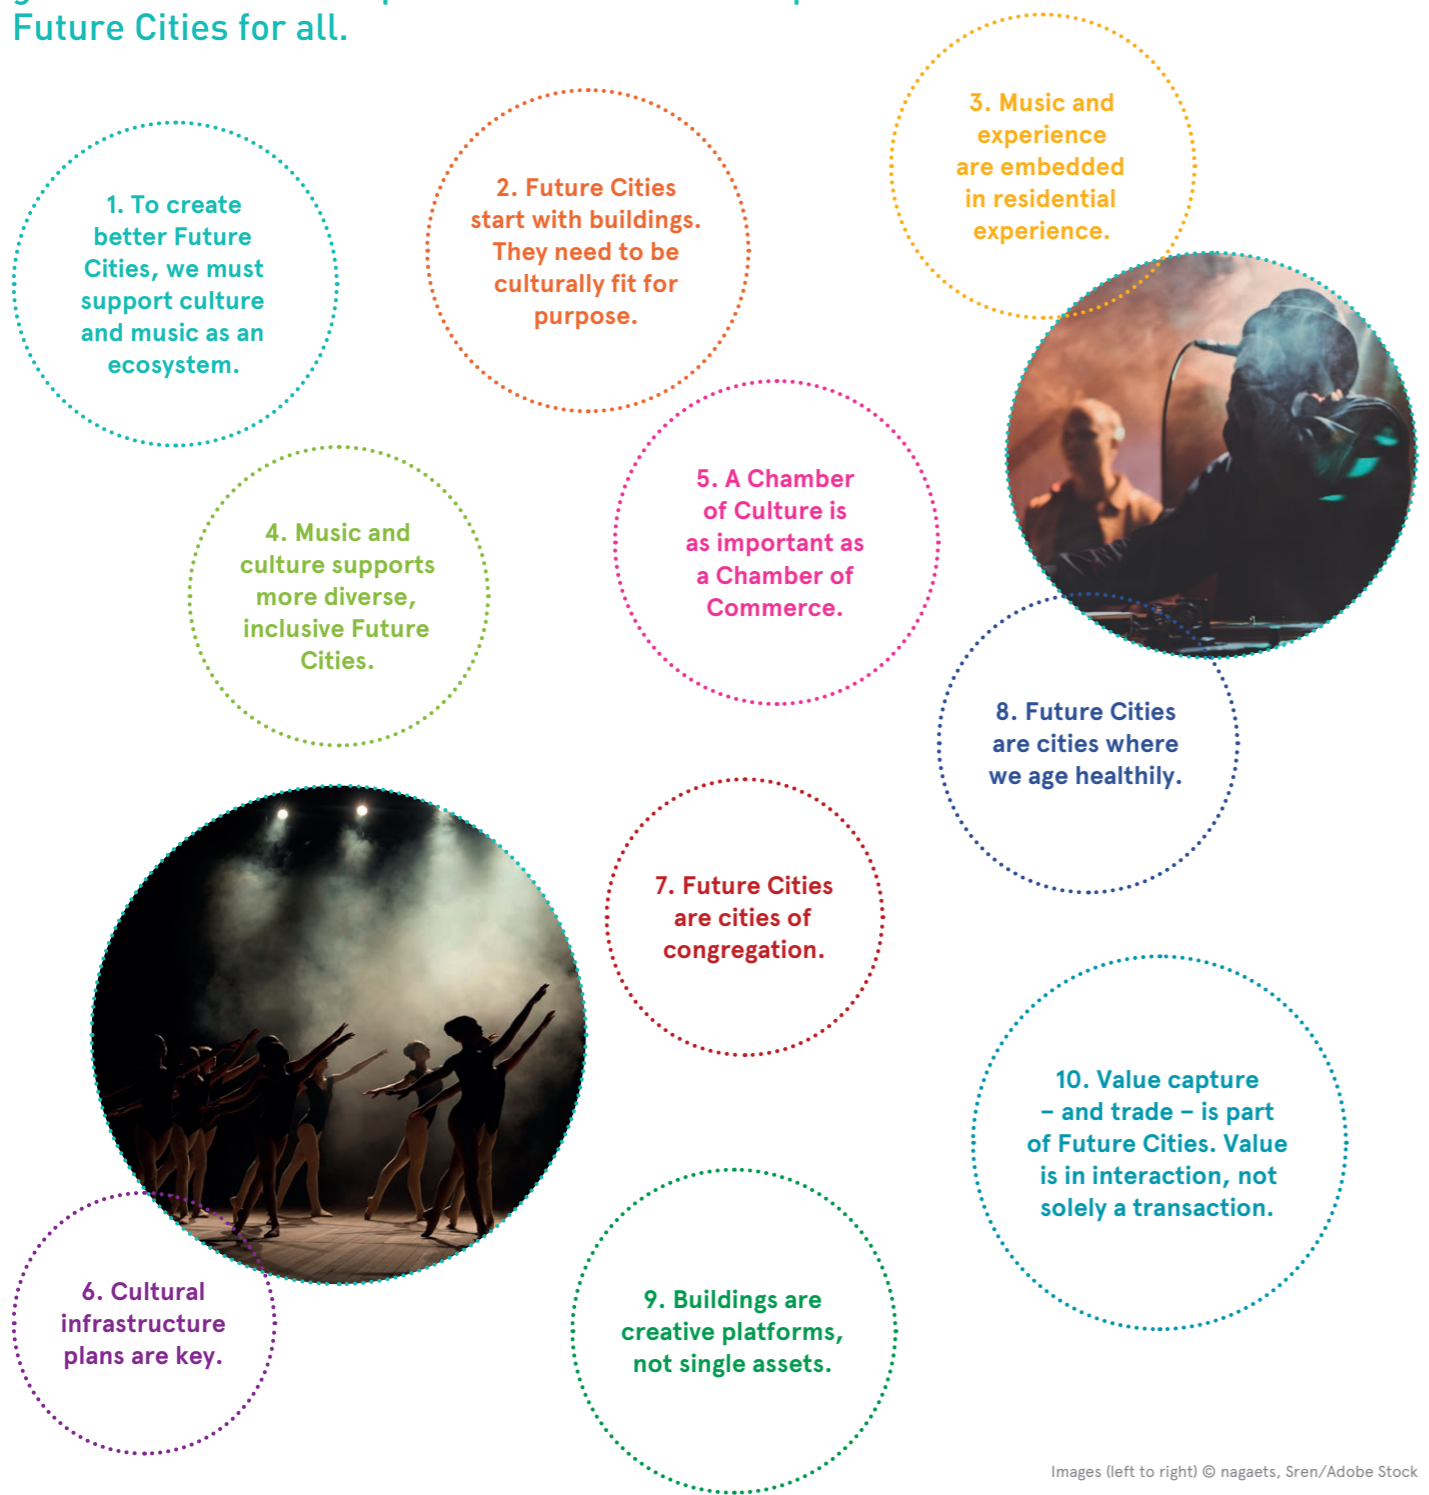 Future Cities for all.
1. To create
better Future
Cities, we must
support culture
and music as an
ecosystem.
2. Future Cities
start with buildings.
They need to be
culturally fit for
purpose.
3. Music and
experience
are embedded
in residential
experience.
4. Music and
culture supports
more diverse,
inclusive Future
Cities.
5. A Chamber
of Culture is
as important as
a Chamber of
Commerce.
6. Cultural
infrastructure
plans are key.
7. Future Cities
are cities of
congregation.
8. Future Cities
are cities where
we age healthily.
9. Buildings are
creative platforms,
not single assets.
10. Value capture
– and trade – is part
of Future Cities. Value
is in interaction, not
solely a transaction.
Images (left to right) © nagaets, Sren/Adobe Stock